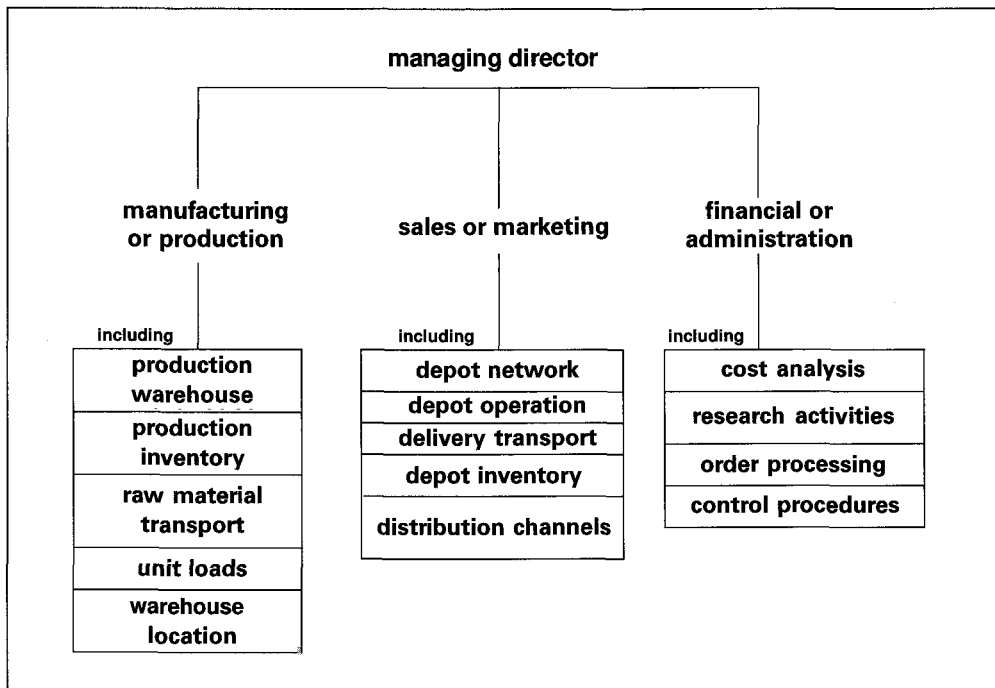 managing director
manufacturing
or production
sales or marketing
financial or
administration
including
production
warehouse
production
inventory
raw material
transport
unit loads
warehouse
location
including
depot network
depot operation
delivery transport
depot inventory
distribution channels
including
cost analysis
research activities
order processing
control procedures